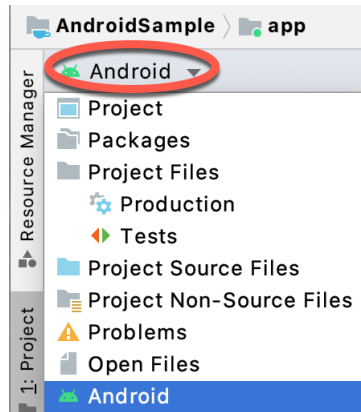 AndroidSample app
Android
Resource Manager
1: Project
Project
Packages
Project Files
Production
Tests
Project Source Files
Project Non-Source Files
Problems
Open Files
Android